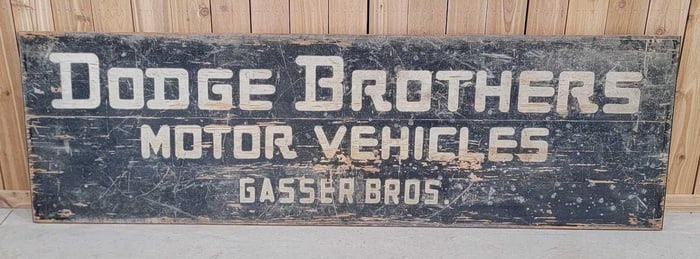 DODGE BROTHERS
MOTOR VEHICLES
GASSER BROS.